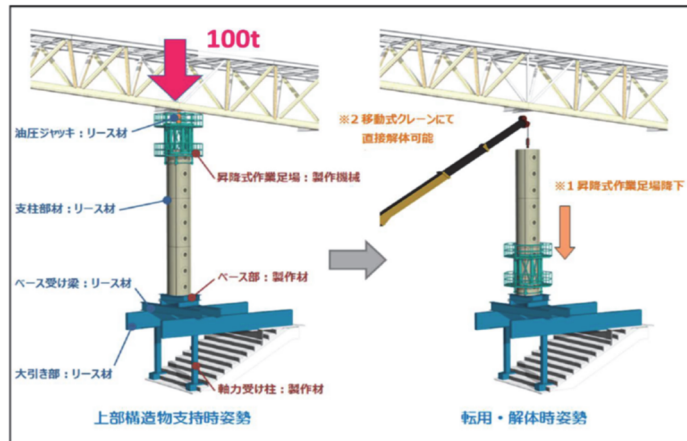 100t
油圧ジャッキ：リース材
昇降式作業足場：製作機械
支柱部材：リース材
ベース受け梁：リース材
ベース部：製作材
大引き部：リース材
軸力受け柱：製作材
上部構造物支持時姿勢
※2 移動式クレーンにて
直接解体可能
※1 昇降式作業足場降下
転用・解体時姿勢